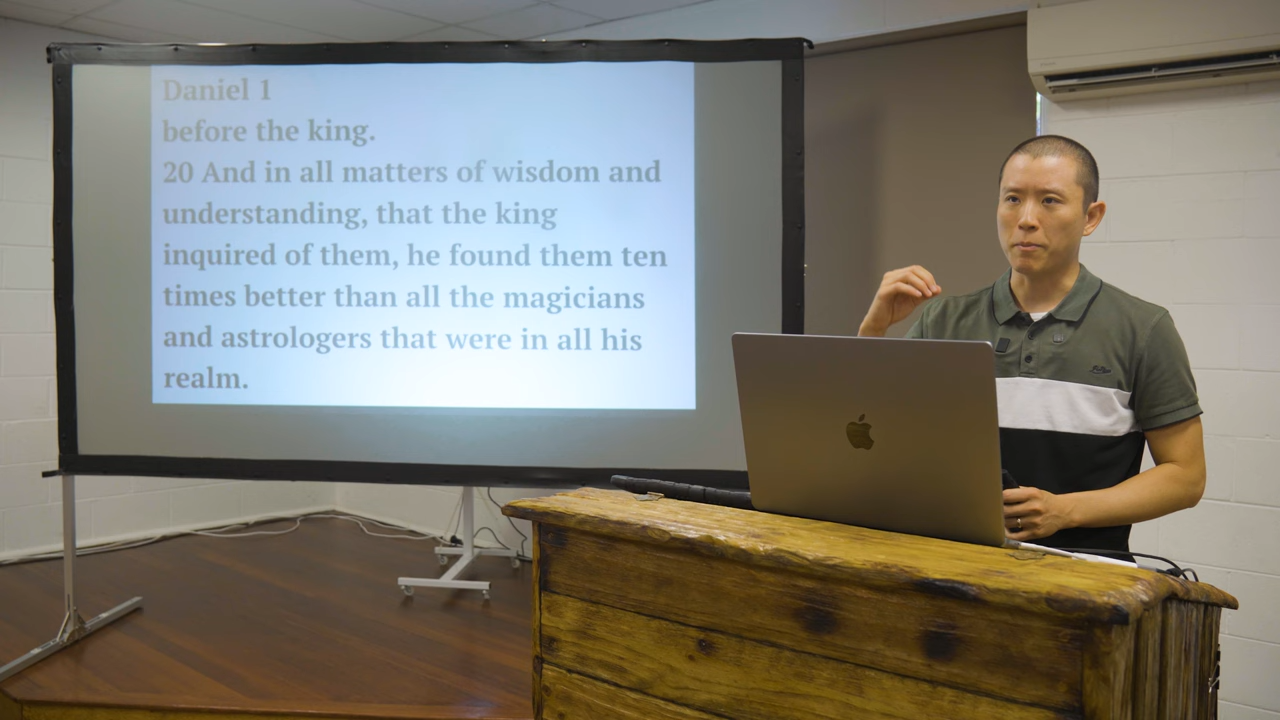 Daniel 1
before the king.
20 And in all matters of wisdom and
understanding, that the king
inquired of them, he found them ten
times better than all the magicians
and astrologers that were in all his
realm.